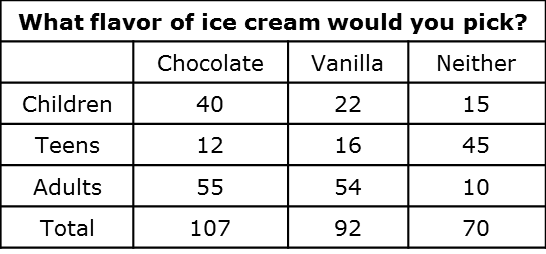 What flavor of ice cream would you pick?
Chocolate Vanilla Neither
Children 40 22 15
Teens 12 16 45
Adults 55 54 10
Total 107 92 70